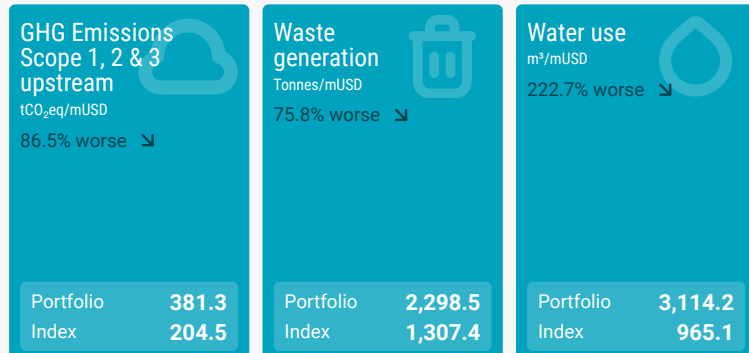 GHG Emissions
Scope 1, 2 & 3
upstream
tCO₂eq/mUSD
86.5% worse
Portfolio 381.3
Index 204.5
Waste
generation
Tonnes/mUSD
75.8% worse
Portfolio 2,298.5
Index 1,307.4
Water use
m³/mUSD
222.7% worse
Portfolio 3,114.2
Index 965.1